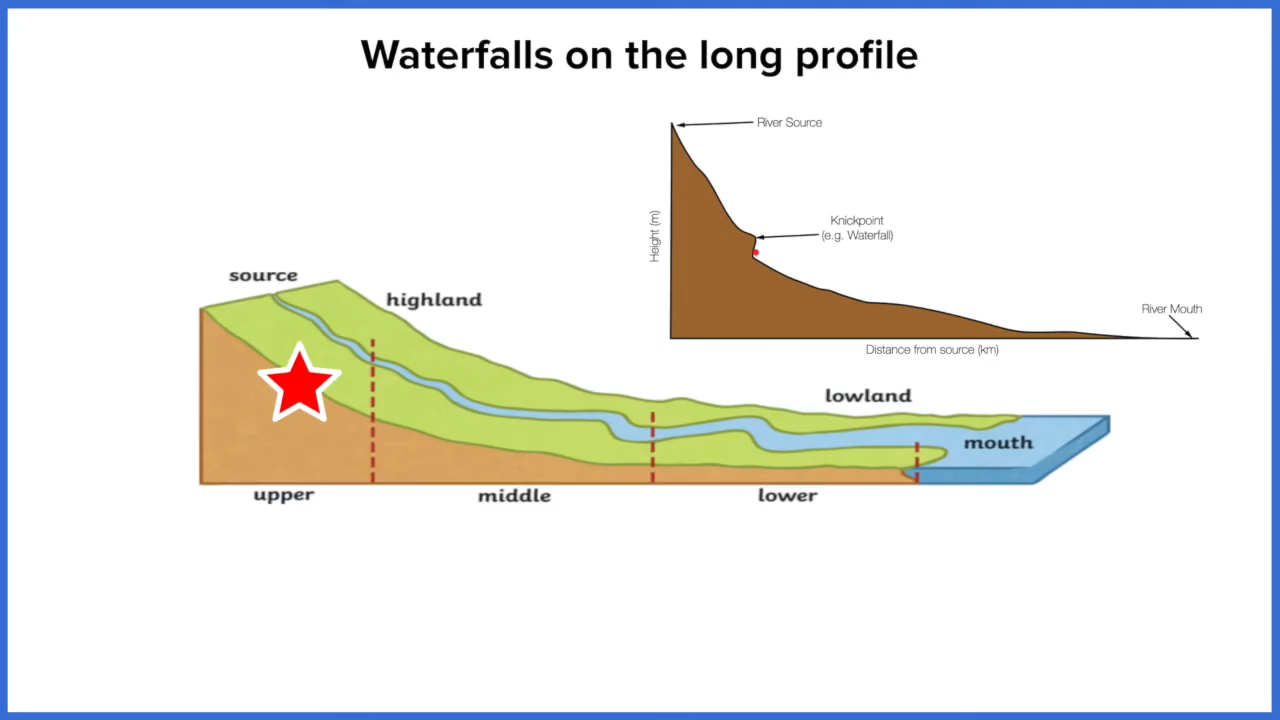 Waterfalls on the long profile
River Source
Knickpoint
(e.g. Waterfall)
Height (m)
River Mouth
Distance from source (km)
source
highland
lowland
mouth
upper
middle
lower